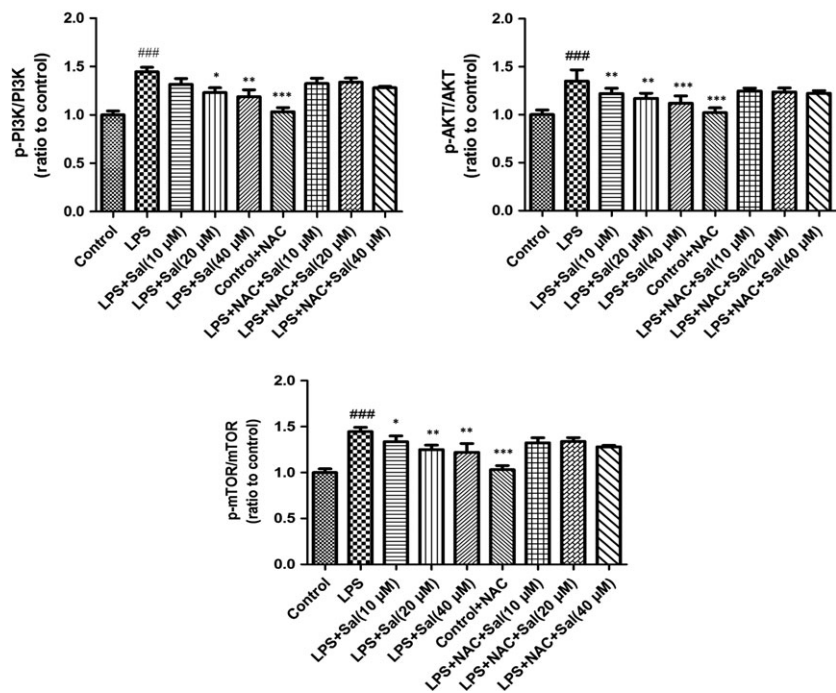 p-PI3K/PI3K
(ratio to control)
2.0
1.5
1.0
0.5
0.0
###
*
**
***
Control
LPS
LPS+Sal(10 μM)
LPS+Sal(20 μM)
LPS+Sal(40 μM)
Control+NAC
LPS+NAC+Sal(10 μM)
LPS+NAC+Sal(20 μM)
LPS+NAC+Sal(40 μM)
p-AKT/AKT
(ratio to control)
2.0
1.5
1.0
0.5
0.0
###
**
**
***
***
Control
LPS
LPS+Sal(10 μM)
LPS+Sal(20 μM)
LPS+Sal(40 μM)
Control+NAC
LPS+NAC+Sal(10 μM)
LPS+NAC+Sal(20 μM)
LPS+NAC+Sal(40 μM)
p-mTOR/mTOR
(ratio to control)
2.0
1.5
1.0
0.5
0.0
###
*
**
**
***
Control
LPS
LPS+Sal(10 μM)
LPS+Sal(20 μM)
LPS+Sal(40 μM)
Control+NAC
LPS+NAC+Sal(10 μM)
LPS+NAC+Sal(20 μM)
LPS+NAC+Sal(40 μM)